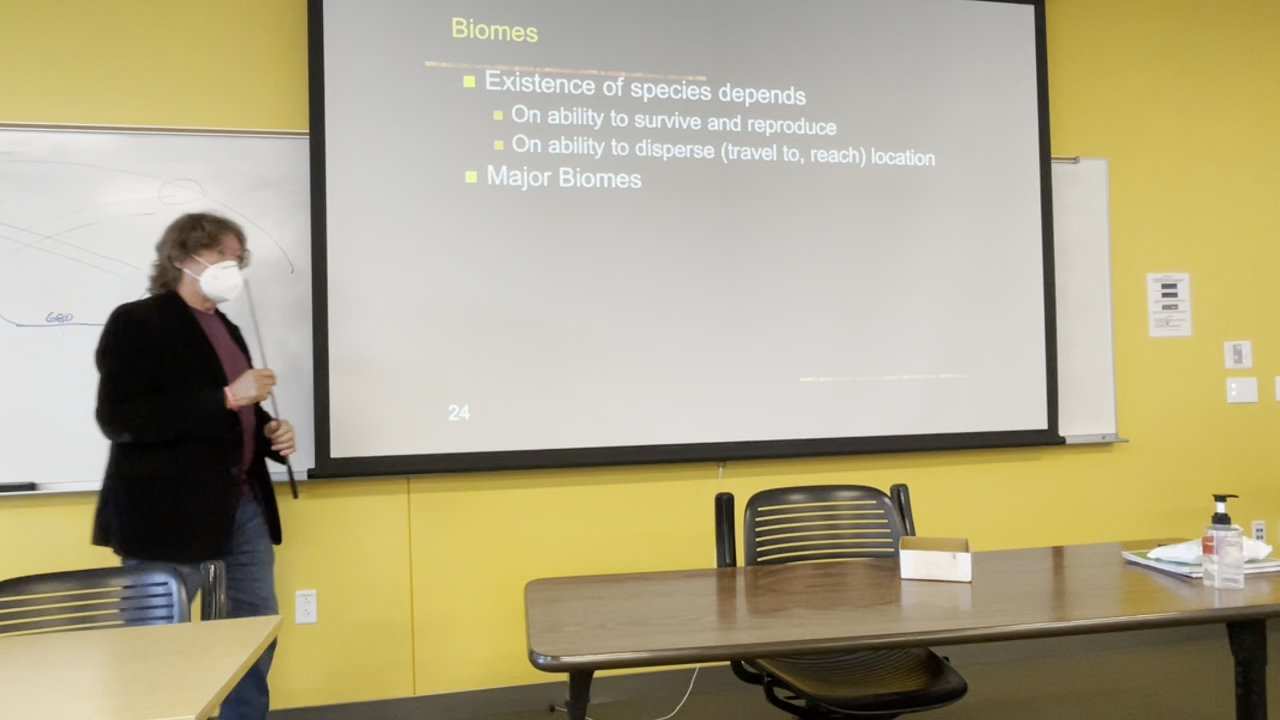 Biomes
Existence of species depends
On ability to survive and reproduce
On ability to disperse (travel to, reach) location
Major Biomes
24